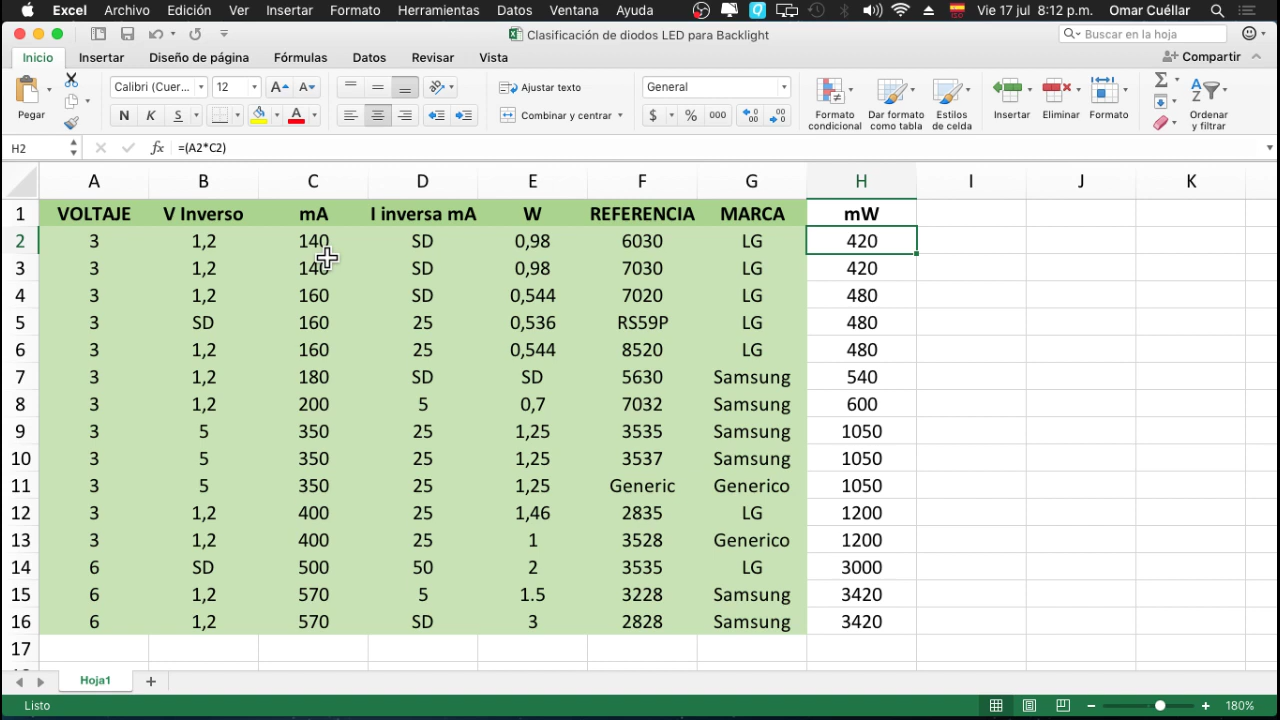 Excel Archivo Edición Ver Insertar Formato Herramientas Datos Ventana Ayuda Vie 17 jul 8:12 p.m. Omar Cuéllar
Clasificación de diodos LED para Backlight Buscar en la hoja
Inicio Insertar Diseño de página Fórmulas Datos Revisar Vista Compartir
Calibri (Cuer... 12 A A Ajustar texto General
Pegar N K S A Combinar y centrar $ % 000 Formato condicional Dar formato como tabla Estilos de celda Insertar Eliminar Formato Ordenar y filtrar
H2 fx =(A2*C2)
A B C D E F G H I J K
1 VOLTAJE V Inverso mA I inversa mA W REFERENCIA MARCA mW
2 3 1,2 140 SD 0,98 6030 LG 420
3 3 1,2 140 SD 0,98 7030 LG 420
4 3 1,2 160 SD 0,544 7020 LG 480
5 3 SD 160 25 0,536 RS59P LG 480
6 3 1,2 160 25 0,544 8520 LG 480
7 3 1,2 180 SD SD 5630 Samsung 540
8 3 1,2 200 5 0,7 7032 Samsung 600
9 3 5 350 25 1,25 3535 Samsung 1050
10 3 5 350 25 1,25 3537 Samsung 1050
11 3 5 350 25 1,25 Generic Generico 1050
12 3 1,2 400 25 1,46 2835 LG 1200
13 3 1,2 400 25 1 3528 Generico 1200
14 6 SD 500 50 2 3535 LG 3000
15 6 1,2 570 5 1.5 3228 Samsung 3420
16 6 1,2 570 SD 3 2828 Samsung 3420
17
Hoja1
Listo 180%